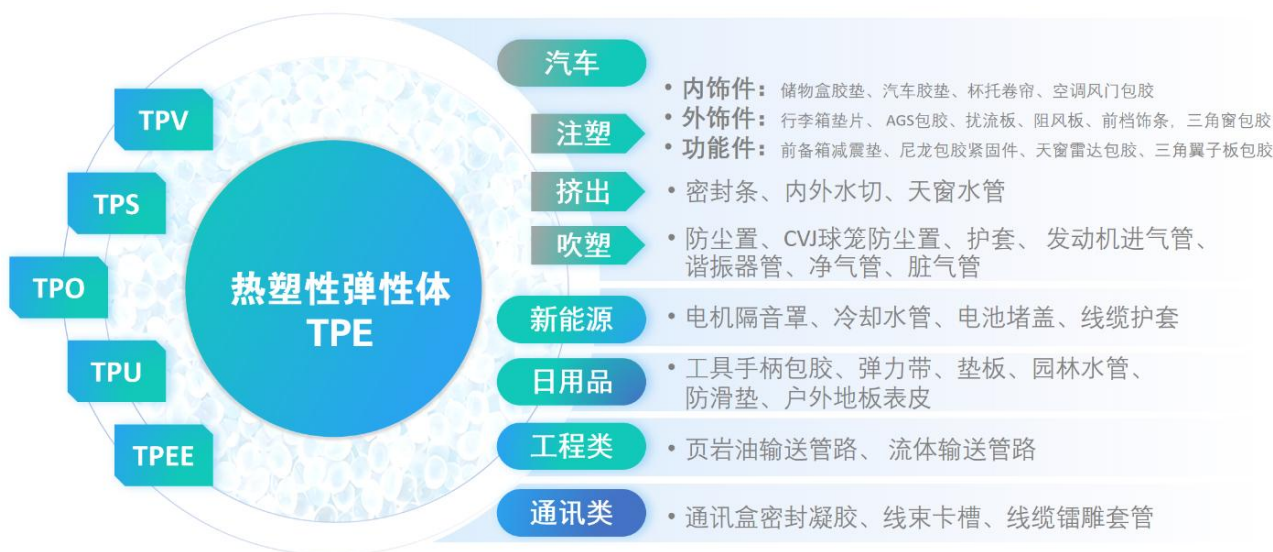 TPV
TPS
TPO
TPU
TPEE
热塑性弹性体
TPE
汽车
注塑
• 内饰件：储物盒胶垫、汽车胶垫、杯托卷帘、空调风门包胶
• 外饰件：行李箱垫片、AGS包胶、扰流板、阻风板、前档饰条，三角窗包胶
• 功能件：前备箱减震垫、尼龙包胶紧固件、天窗雷达包胶、三角翼子板包胶
挤出
• 密封条、内外水切、天窗水管
吹塑
• 防尘置、CVJ球笼防尘置、护套、 发动机进气管、
谐振器管、净气管、脏气管
新能源
• 电机隔音罩、冷却水管、电池堵盖、线缆护套
日用品
• 工具手柄包胶、弹力带、垫板、园林水管、
防滑垫、户外地板表皮
工程类
• 页岩油输送管路、 流体输送管路
通讯类
• 通讯盒密封凝胶、线束卡槽、线缆镭雕套管